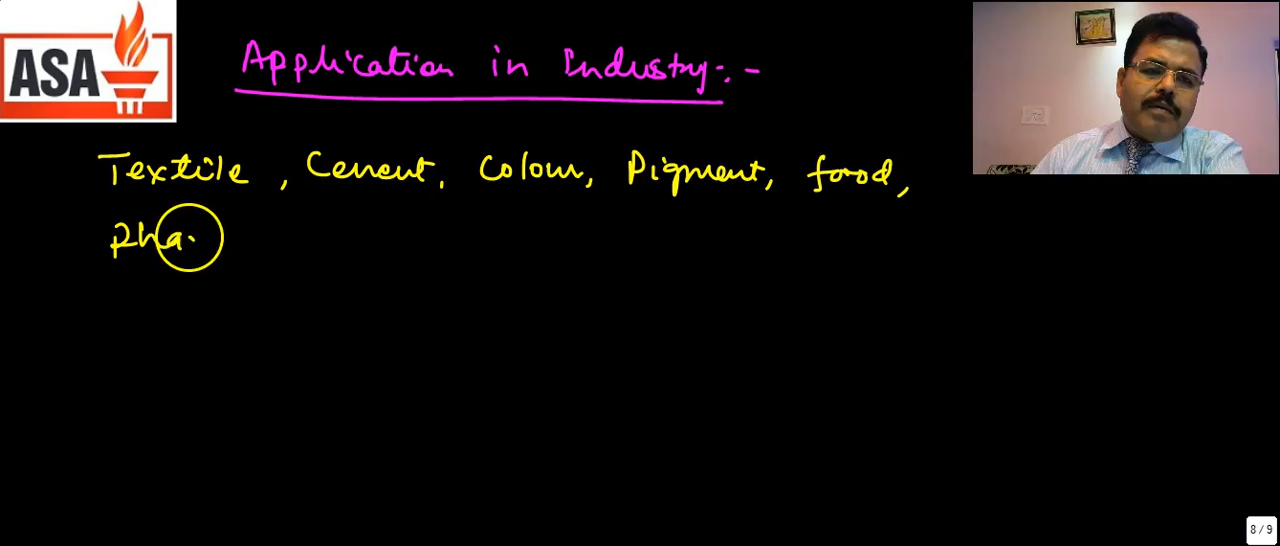 ASA
Application in Industry:-
Textile, Cement, Colour, Pigment, food,
Pha
8/9